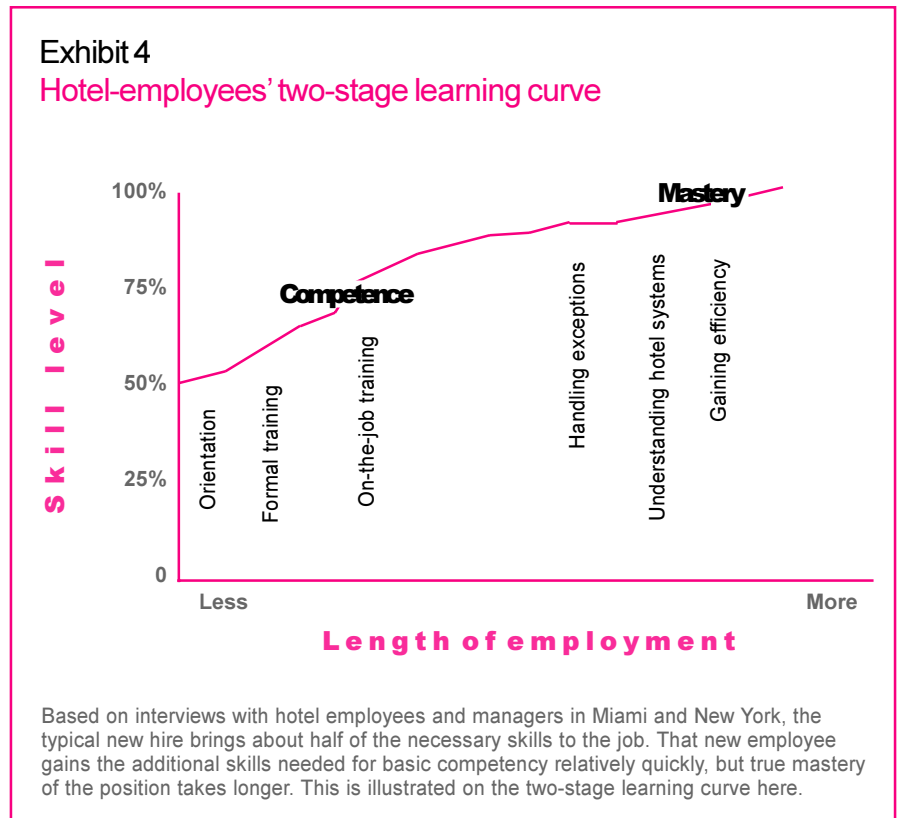 Exhibit 4
Hotel-employees’ two-stage learning curve
100%
75%
50%
25%
0
Skill level
Competence
Mastery
Orientation
Formal training
On-the-job training
Handling exceptions
Understanding hotel systems
Gaining efficiency
Less
More
Length of employment
Based on interviews with hotel employees and managers in Miami and New York, the
typical new hire brings about half of the necessary skills to the job. That new employee
gains the additional skills needed for basic competency relatively quickly, but true mastery
of the position takes longer. This is illustrated on the two-stage learning curve here.